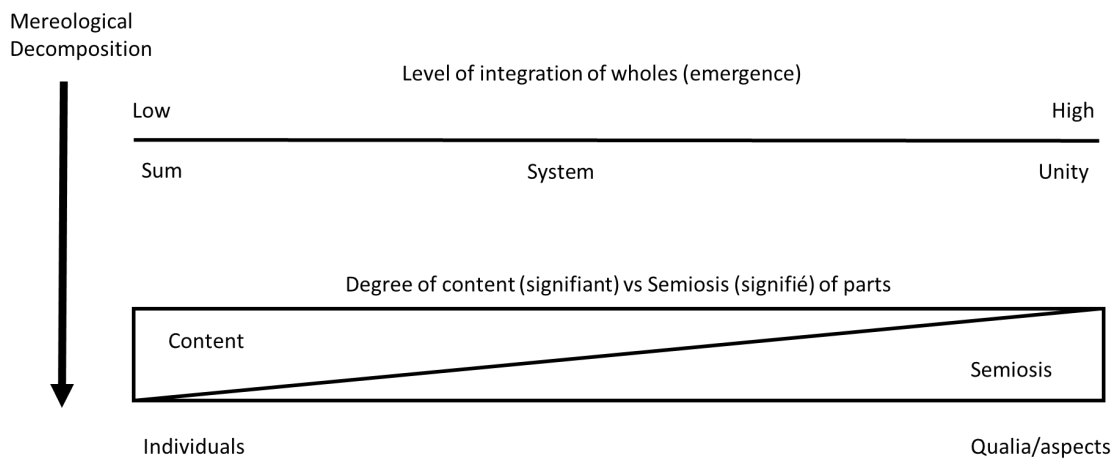 Mereological
Decomposition
Level of integration of wholes (emergence)
Low
High
Sum
System
Unity
Degree of content (signifiant) vs Semiosis (signifié) of parts
Content
Semiosis
Individuals
Qualia/aspects